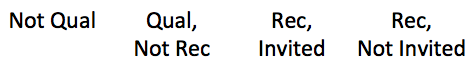 Not Qual Qual, Rec, Rec,
Not Rec Invited Not Invited